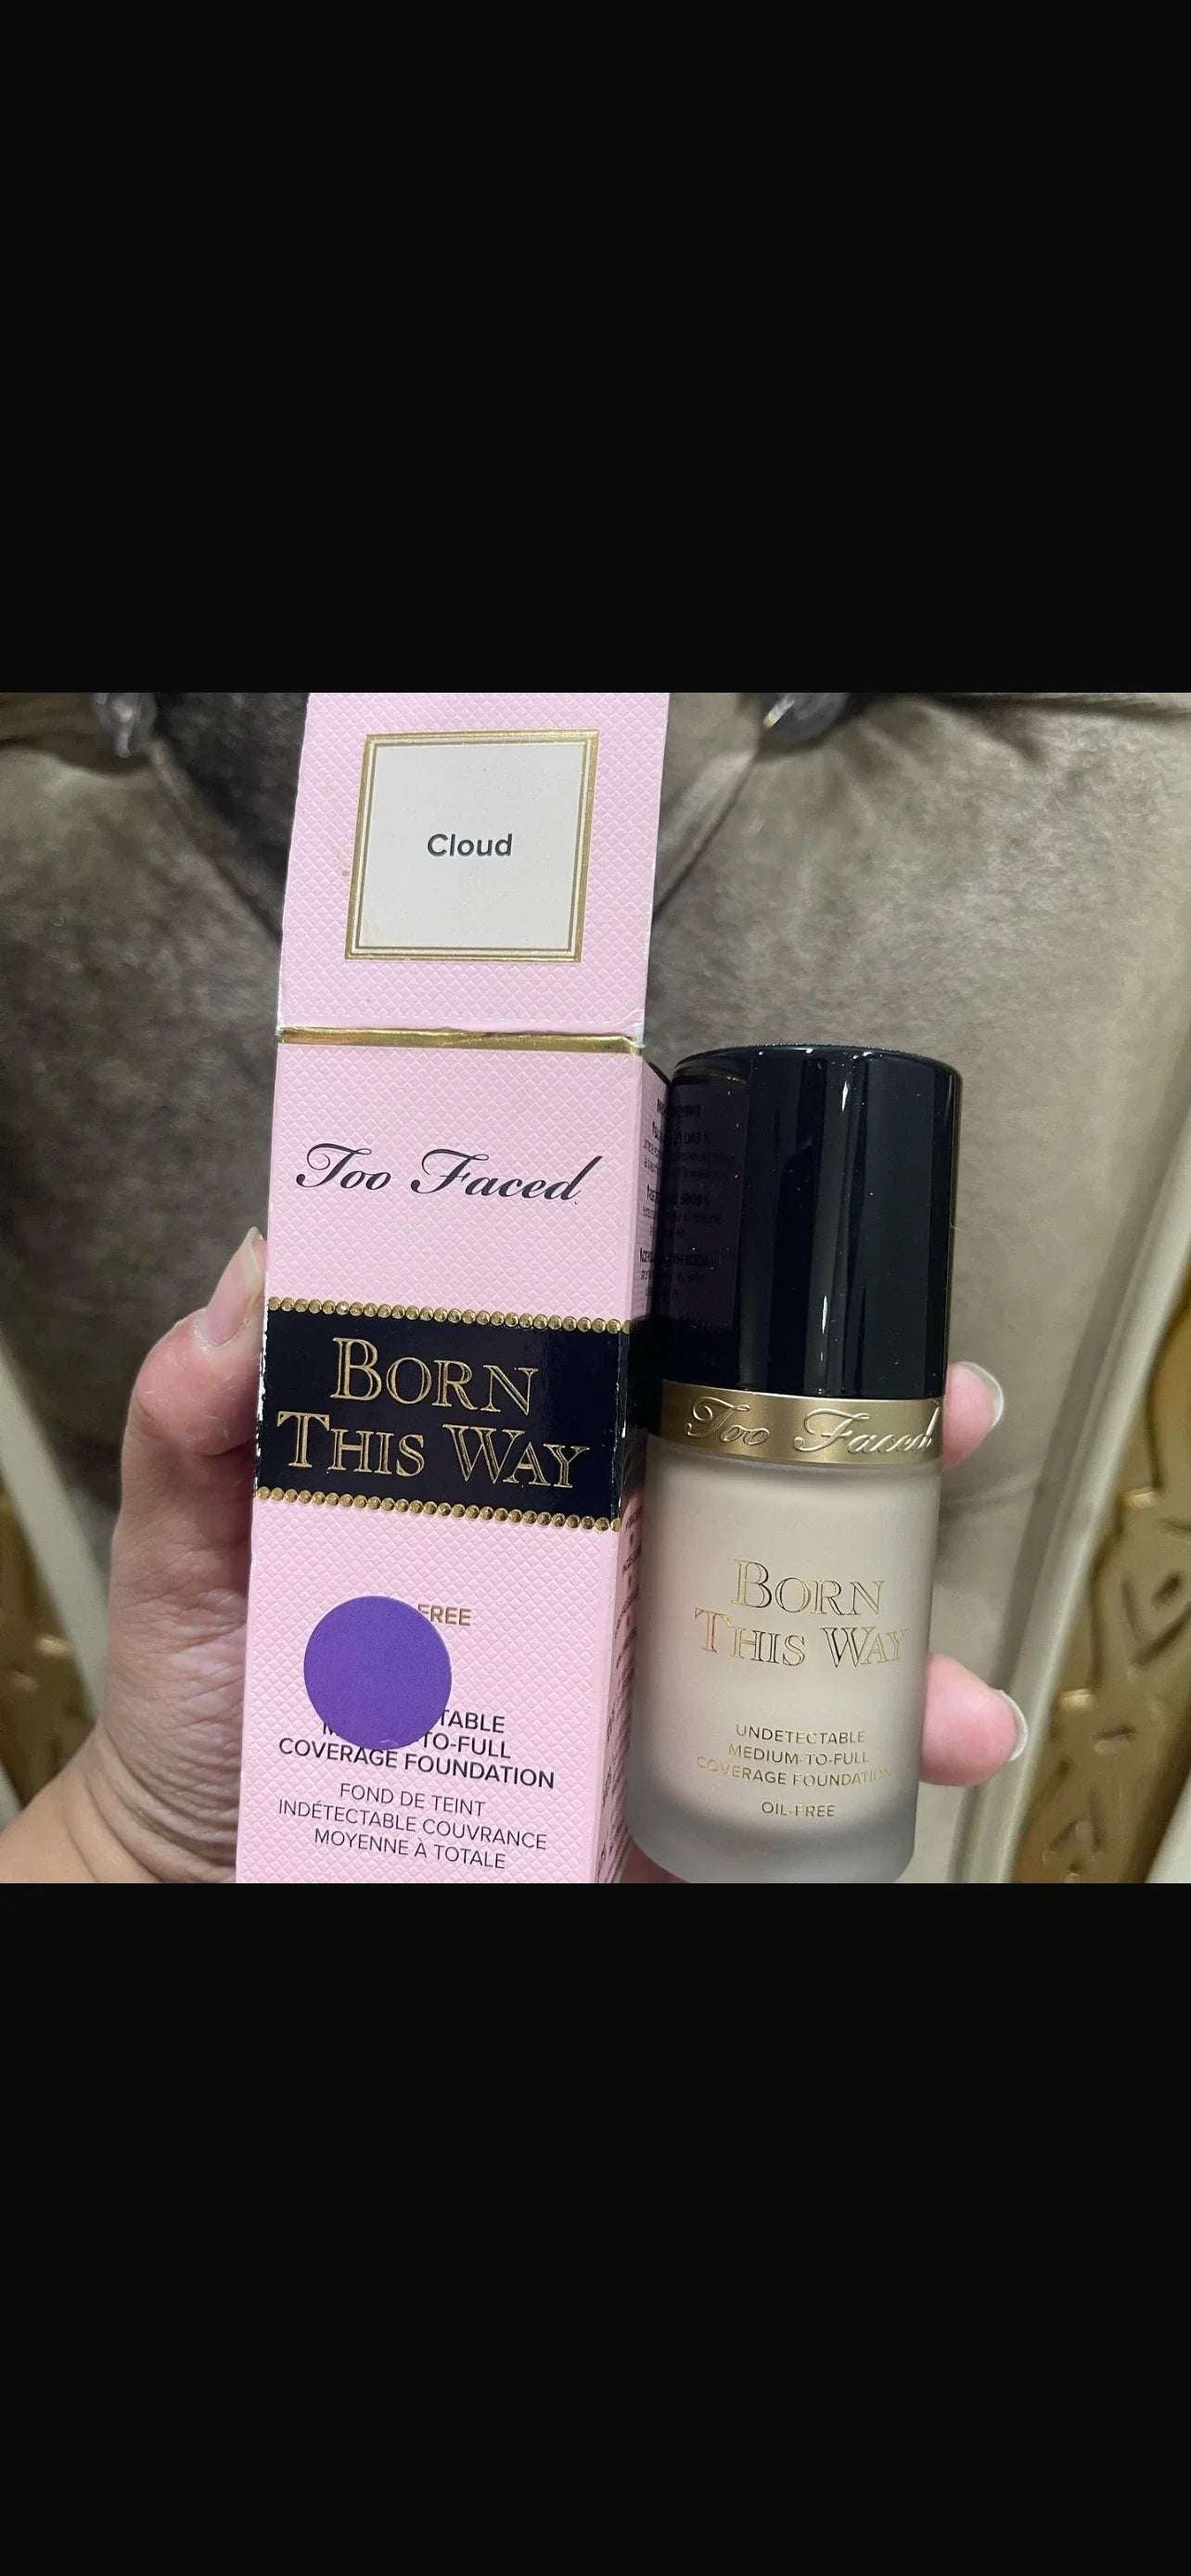 Cloud
Too Faced
BORN
THIS WAY
FREE
TABLE
TO-FULL
COVERAGE FOUNDATION
FOND DE TEINT
INDÉTECTABLE COUVRANCE
MOYENNE À TOTALE
Too Faced
BORN
THIS WAY
UNDETECTABLE
MEDIUM-TO-FULL
COVERAGE FOUNDATION
OIL-FREE